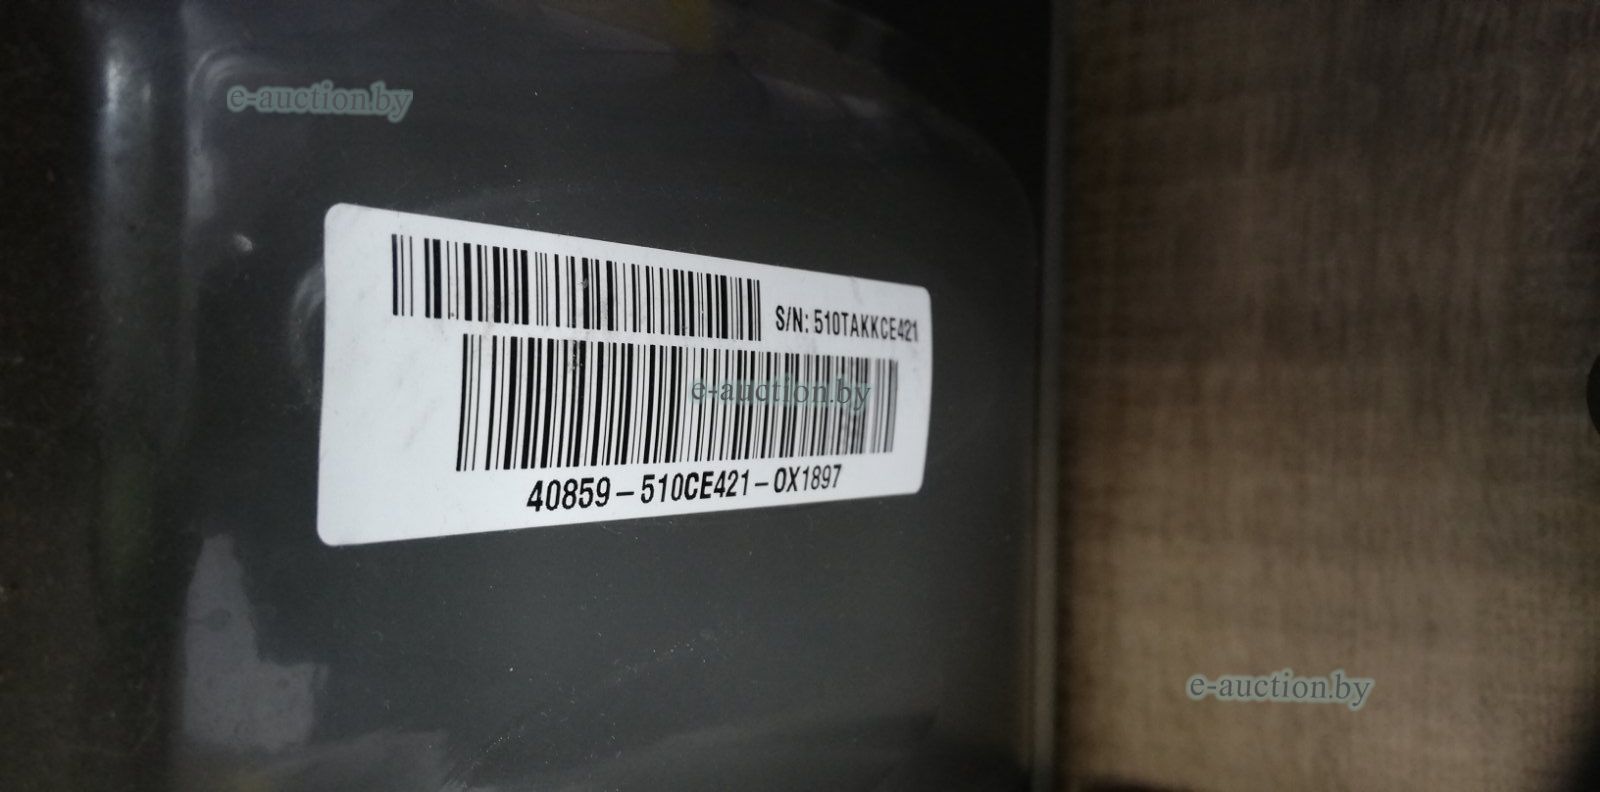 e-auction.by
S/N: 510TAKKCE421
e-auction.by
40859-510CE421-0X1897
e-auction.by